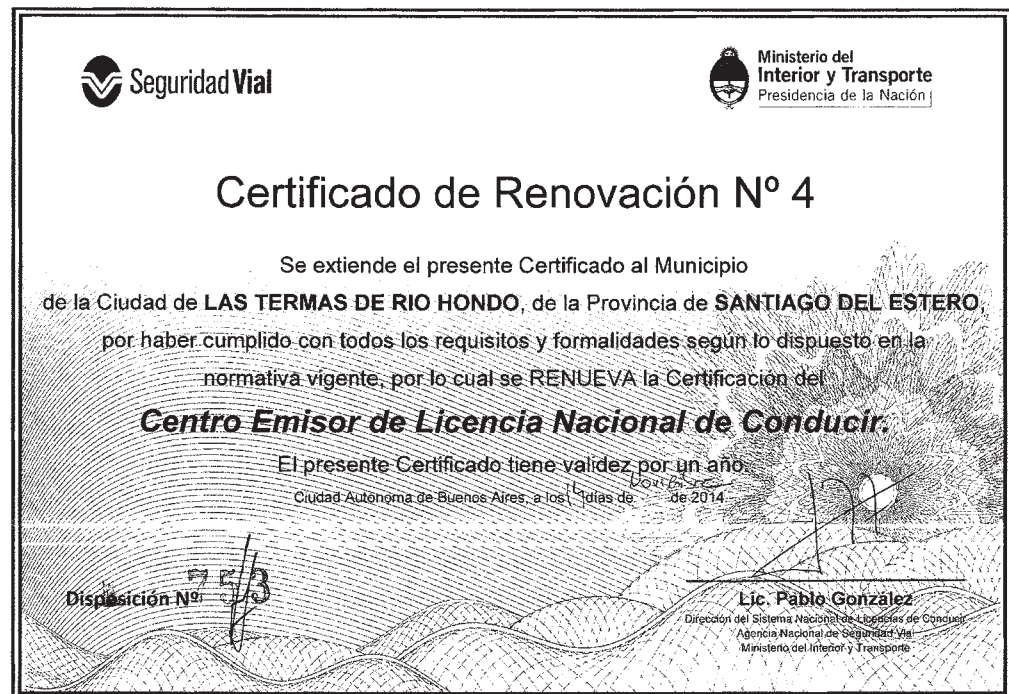 Seguridad Vial
Ministerio del
Interior y Transporte
Presidencia de la Nación
Certificado de Renovación Nº 4
Se extiende el presente Certificado al Municipio
de la Ciudad de LAS TERMAS DE RIO HONDO, de la Provincia de SANTIAGO DEL ESTERO,
por haber cumplido con todos los requisitos y formalidades según lo dispuesto en la
normativa vigente, por lo cual se RENUEVA la Certificación del
Centro Emisor de Licencia Nacional de Conducir.
El presente Certificado tiene validez por un año.
Ciudad Autónoma de Buenos Aires, a los 14 días de Noviembre de 2014
Disposición Nº
Lic. Pablo González
Dirección del Sistema Nacional de Licencias de Conducir
Agencia Nacional de Seguridad Vial
Ministerio del Interior y Transporte